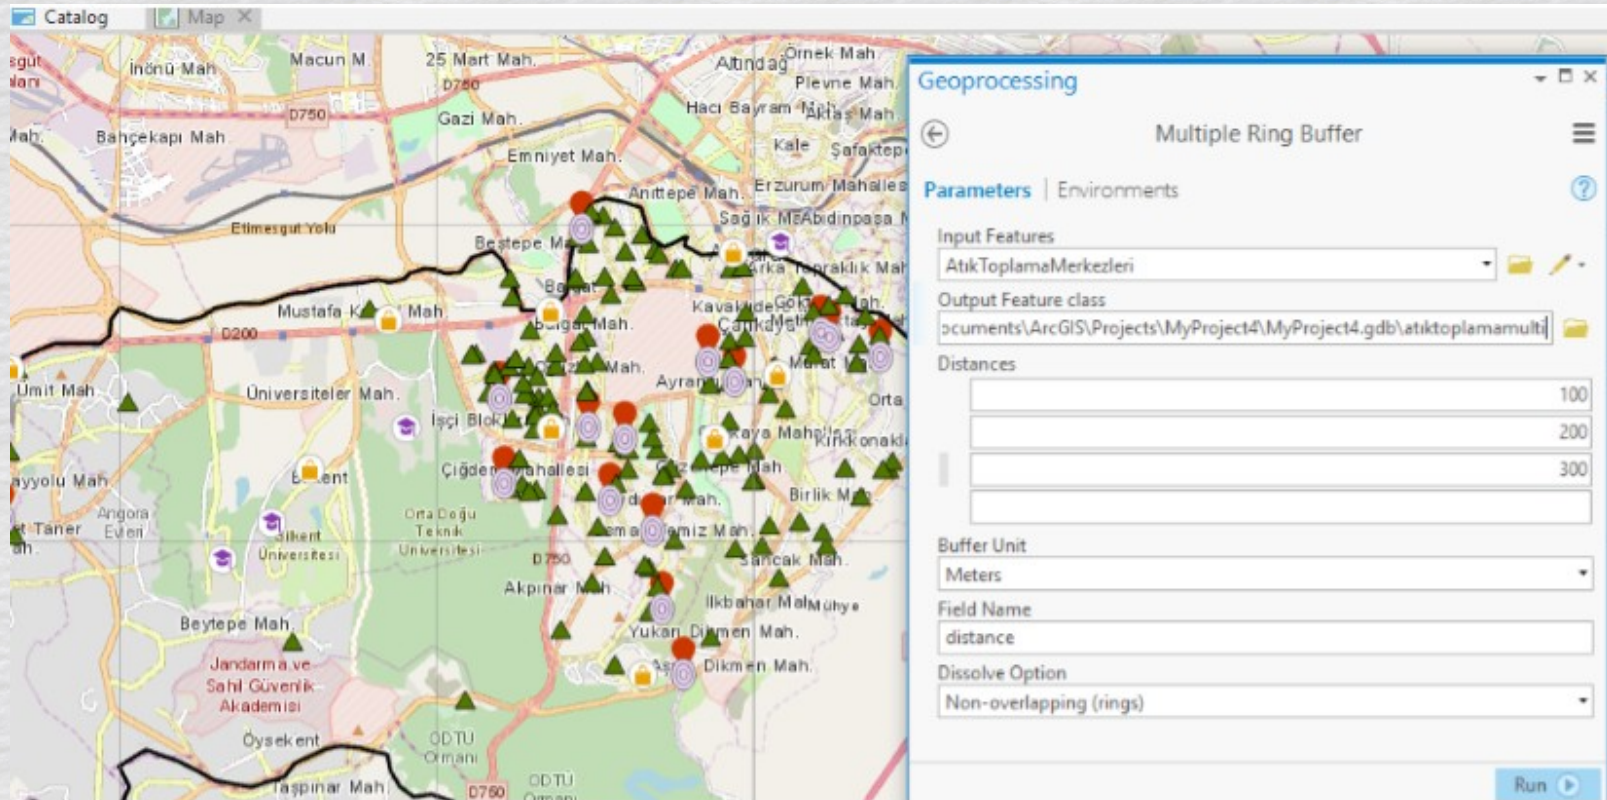 Catalog
Map
Macun M.
25 Mart Mah.
Örnek Mah.
İnönü Mah.
Altındağ
D750
Plevne Mah.
D750
Gazi Mah.
Hacı Bayram Mah.
Aktaş Mah.
Mah.
Bahçekapı Mah.
Kale
Emniyet Mah.
Anıttepe Mah.
Etimesgut Yolu
Mustafa K
Mah.
D200
Ümit Mah.
Üniversiteler Mah.
Orta
İşçi Blok
Kırkkonakl
Çiğdem Mahallesi
Birlik Mah.
Angora
Evleri
Bilkent
Üniversitesi
Orta Doğu
Teknik
Üniversitesi
D750
Sancak Mah.
Akpınar Mah.
İlkbahar Mah.
Mühye
Beytepe Mah.
Yukarı Dikmen Mah.
Dikmen Mah.
Jandarma ve
Sahil Güvenlik
Akademisi
Öysekent
ODTÜ
Ormanı
Taşpınar Mah.
D750
ODTÜ
Geoprocessing
Multiple Ring Buffer
Parameters | Environments
Input Features
AtıkToplamaMerkezleri
Output Feature class
ocuments\ArcGIS\Projects\MyProject4\MyProject4.gdb\atıktoplamamulti
Distances
100
200
300
Buffer Unit
Meters
Field Name
distance
Dissolve Option
Non-overlapping (rings)
Run